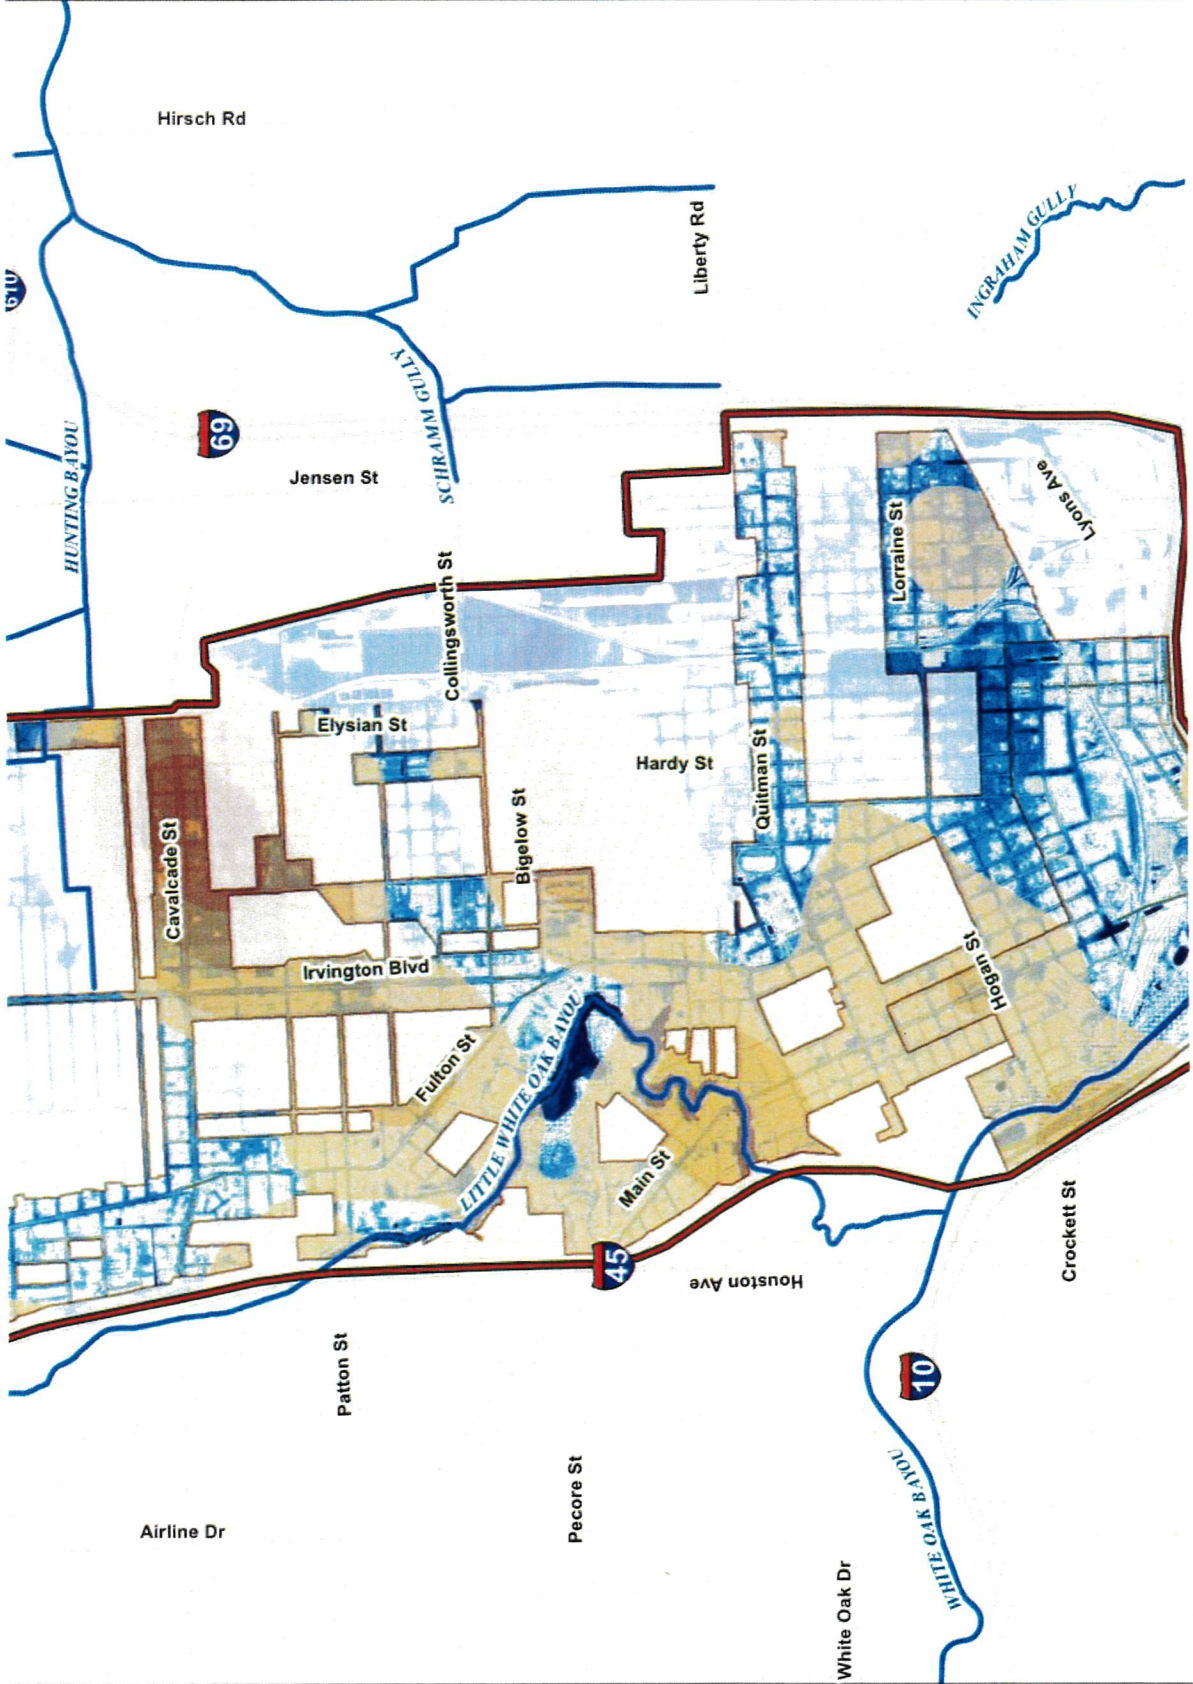 Hirsch Rd
610
HUNTING BAYOU
69
Jensen St
SCHRAMM GULLY
Liberty Rd
INGRAHAM GULLY
Lyons Ave
Lorraine St
Collingsworth St
Elysian St
Hardy St
Quitman St
Bigelow St
Cavalcade St
Irvington Blvd
Hogan St
Fulton St
LITTLE WHITE OAK BAYOU
Main St
45
Houston Ave
Crockett St
Patton St
10
Pecore St
Airline Dr
WHITE OAK BAYOU
White Oak Dr